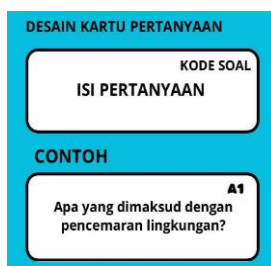 DESAIN KARTU PERTANYAAN
KODE SOAL
ISI PERTANYAAN
CONTOH
A1
Apa yang dimaksud dengan
pencemaran lingkungan?